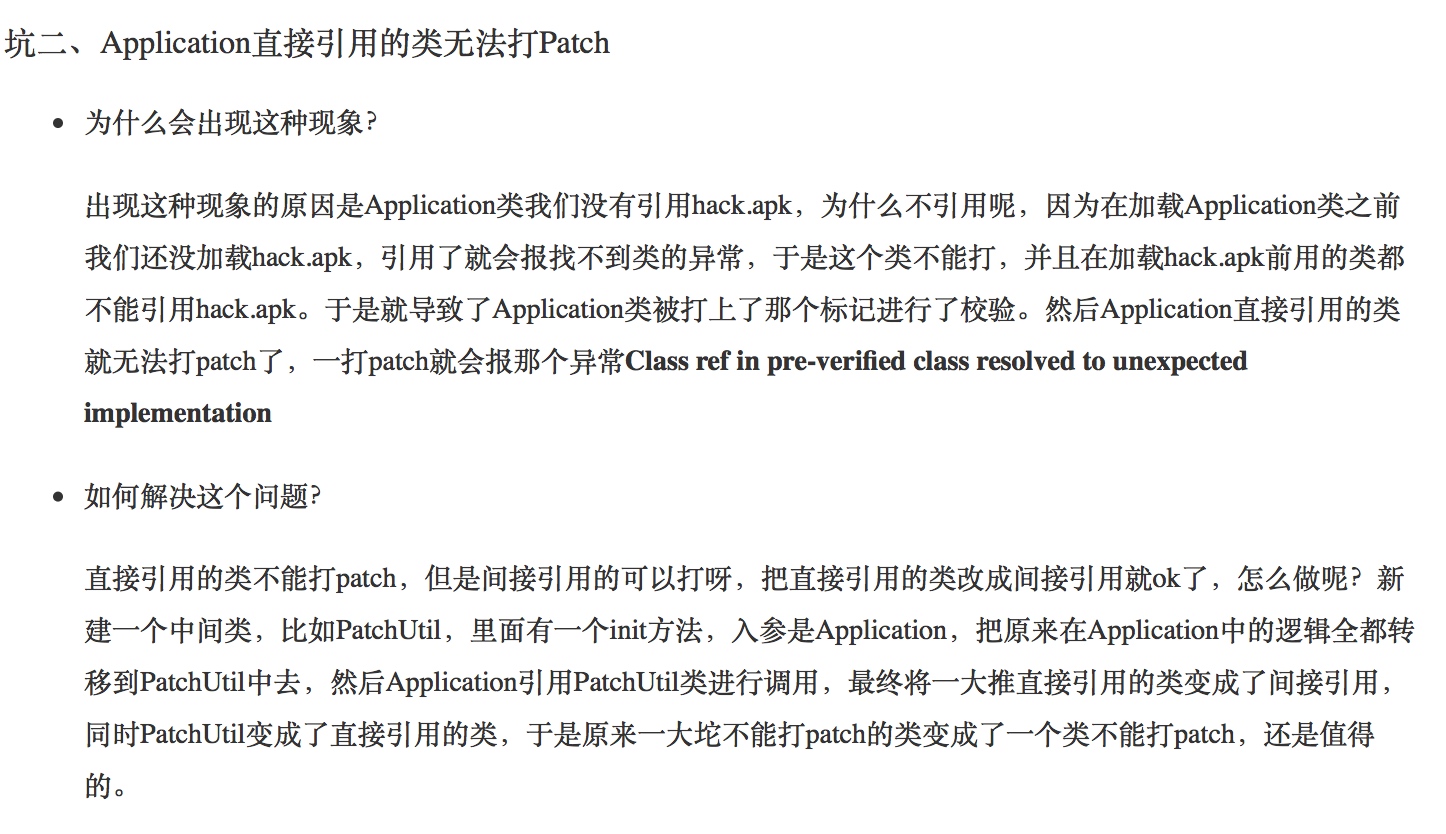 坑二、Application直接引用的类无法打Patch
• 为什么会出现这种现象?
出现这种现象的原因是Application类我们没有引用hack.apk，为什么不引用呢，因为在加载Application类之前
我们还没加载hack.apk，引用了就会报找不到类的异常，于是这个类不能打，并且在加载hack.apk前用的类都
不能引用hack.apk。于是就导致了Application类被打上了那个标记进行了校验。然后Application直接引用的类
就无法打patch了，一打patch就会报那个异常Class ref in pre-verified class resolved to unexpected
implementation
• 如何解决这个问题?
直接引用的类不能打patch，但是间接引用的可以打呀，把直接引用的类改成间接引用就ok了，怎么做呢？新
建一个中间类，比如PatchUtil，里面有一个init方法，入参是Application，把原来在Application中的逻辑全都转
移到PatchUtil中去，然后Application引用PatchUtil类进行调用，最终将一大推直接引用的类变成了间接引用，
同时PatchUtil变成了直接引用的类，于是原来一大坨不能打patch的类变成了一个类不能打patch，还是值得
的。